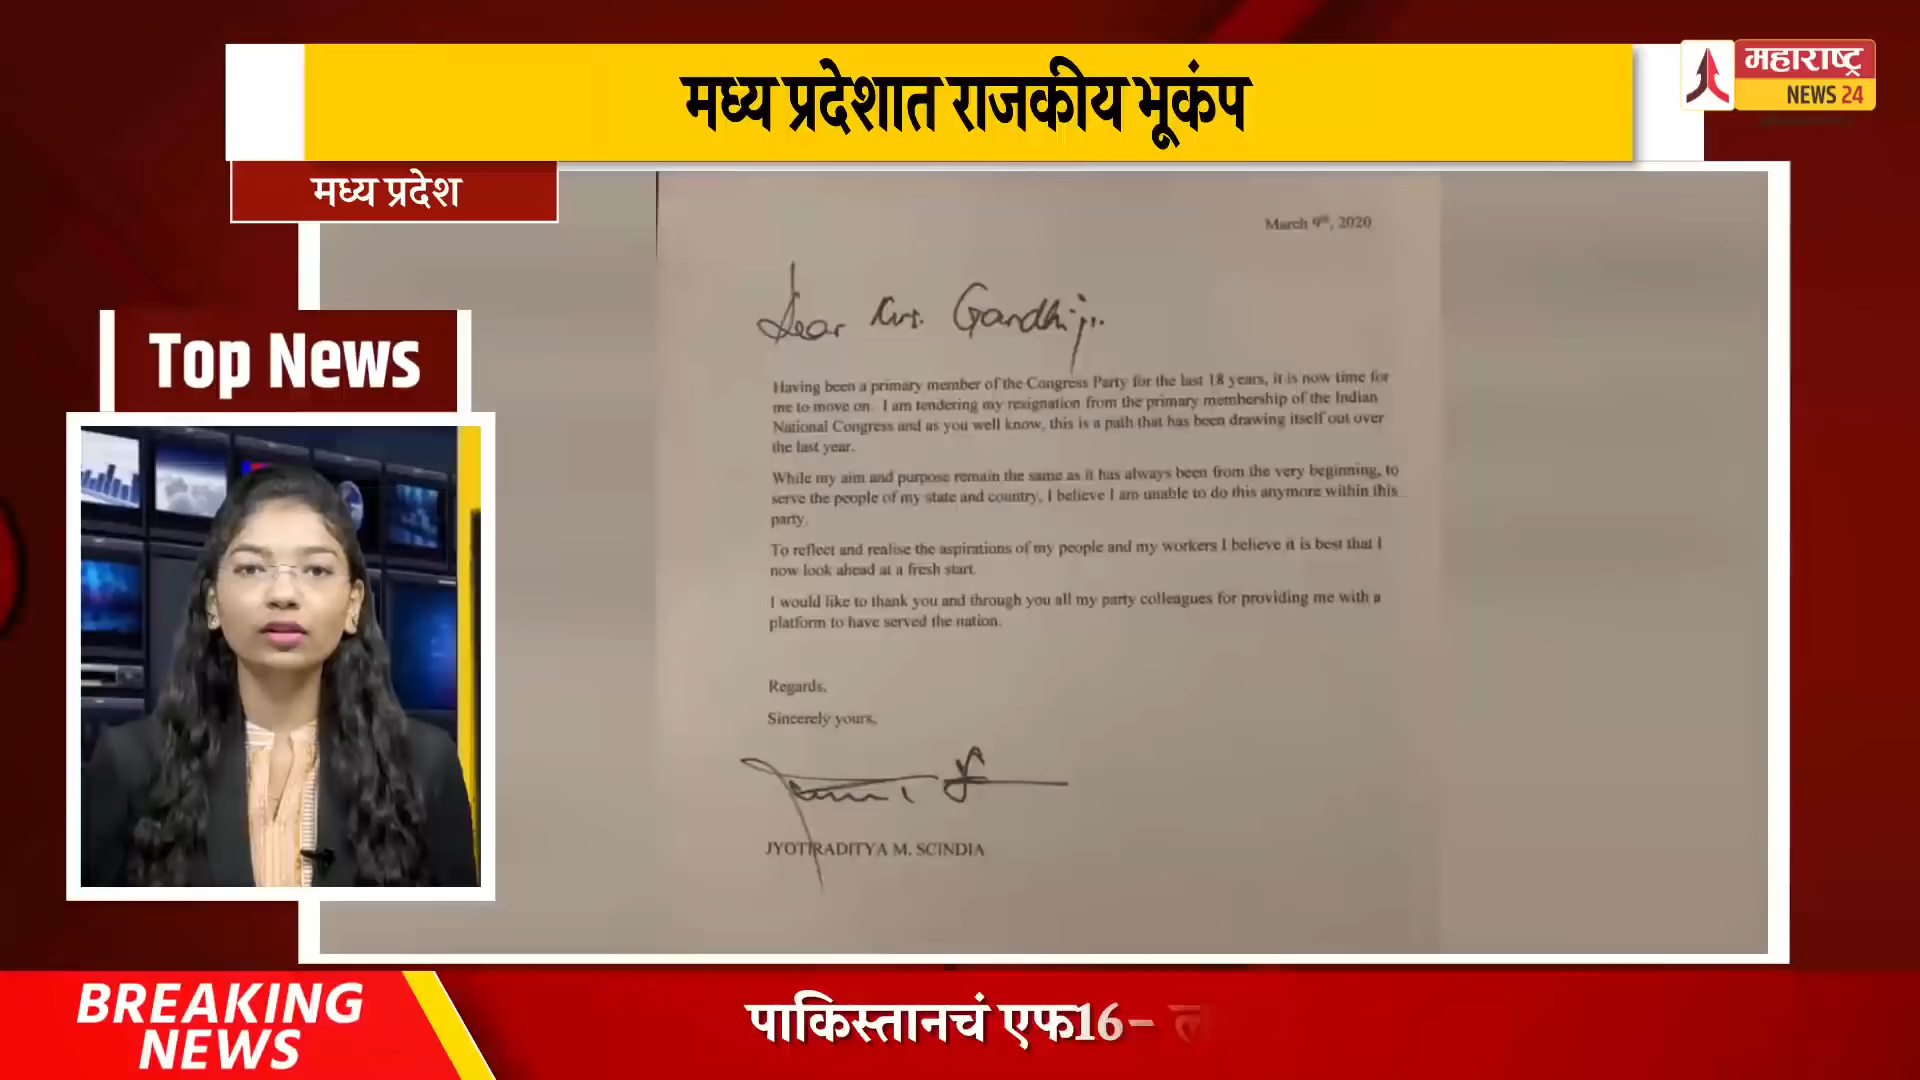 मध्य प्रदेशात राजकीय भूकंप
महाराष्ट्र
NEWS 24
मध्य प्रदेश
March 9th, 2020
Dear Mrs. Gandhiji.
Top News
Having been a primary member of the Congress Party for the last 18 years, it is now time for
me to move on. I am tendering my resignation from the primary membership of the Indian
National Congress and as you well know, this is a path that has been drawing itself out over
the last year.
While my aim and purpose remain the same as it has always been from the very beginning, to
serve the people of my state and country, I believe I am unable to do this anymore within this
party.
To reflect and realise the aspirations of my people and my workers I believe it is best that I
now look ahead at a fresh start.
I would like to thank you and through you all my party colleagues for providing me with a
platform to have served the nation.
Regards,
Sincerely yours,
JYOTIRADITYA M. SCINDIA
BREAKING
NEWS
पाकिस्तानचं एफ16-